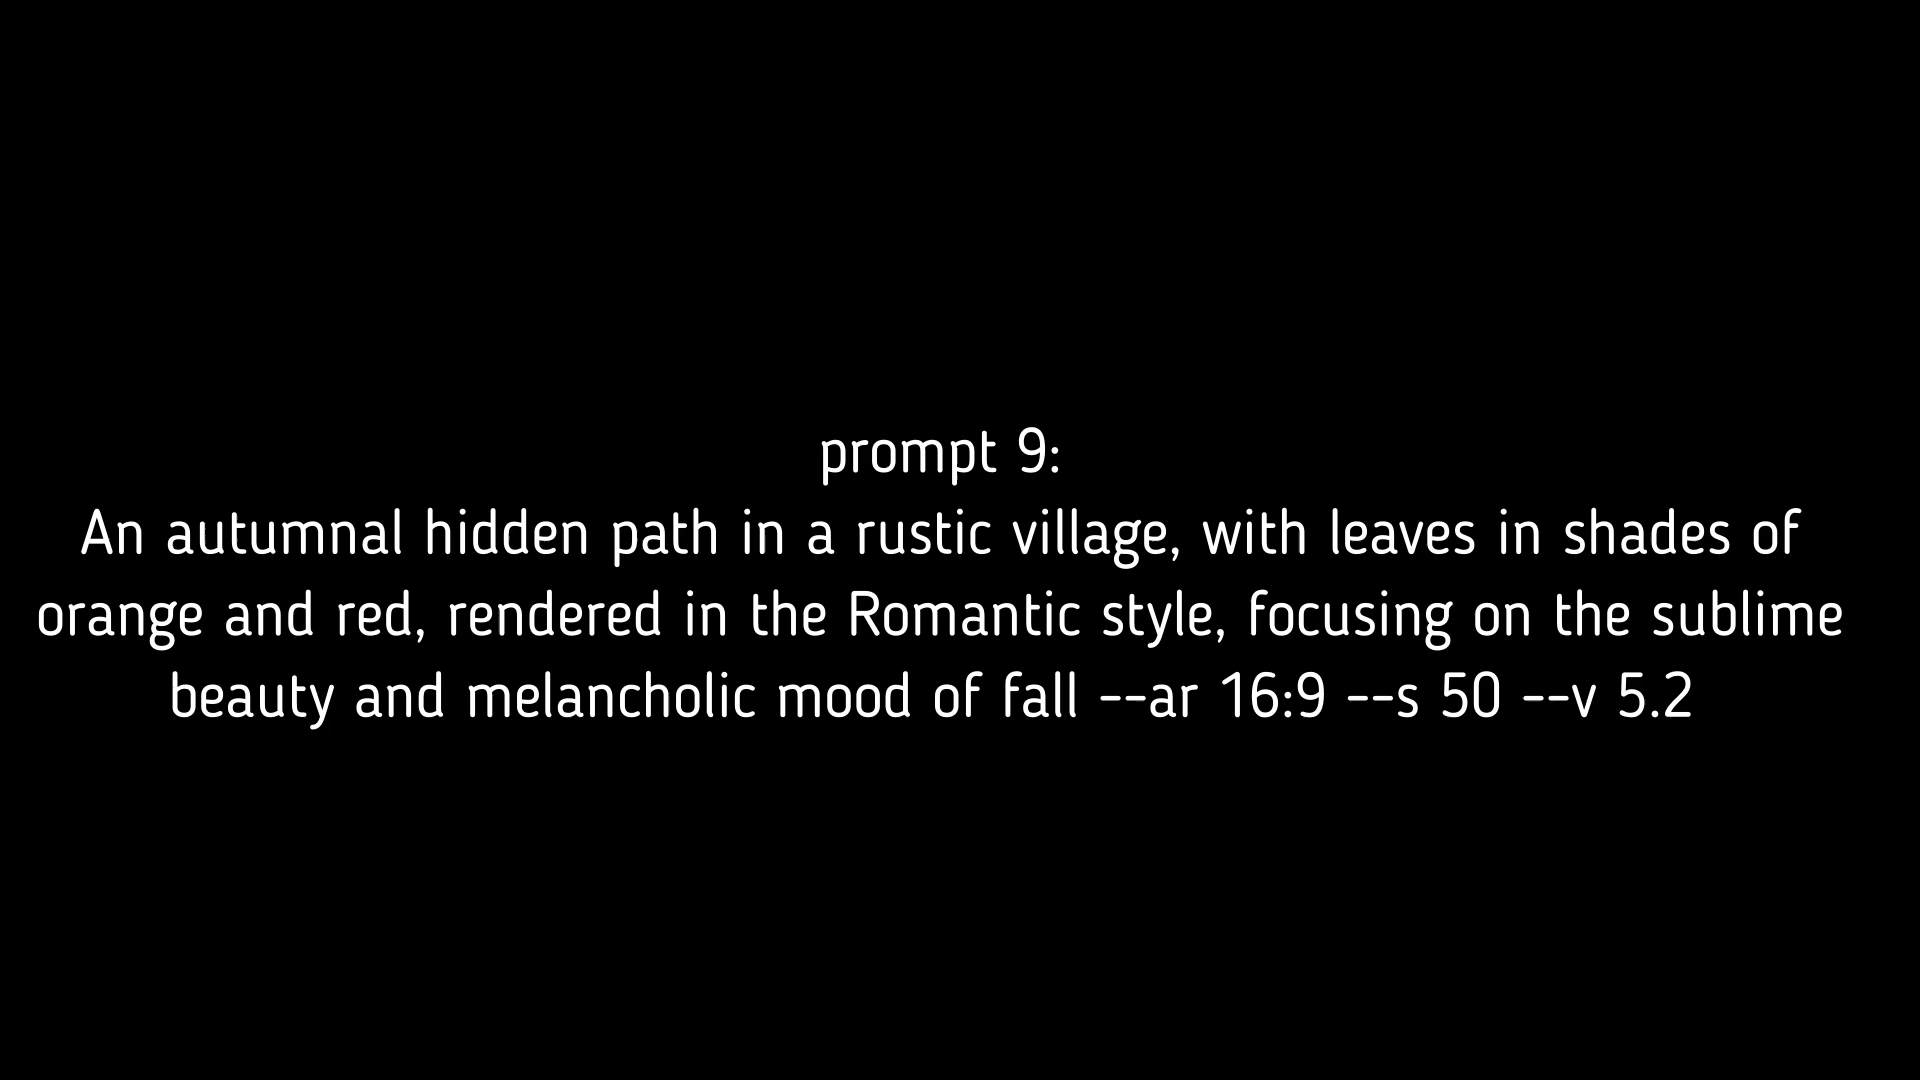 prompt 9:
An autumnal hidden path in a rustic village, with leaves in shades of
orange and red, rendered in the Romantic style, focusing on the sublime
beauty and melancholic mood of fall --ar 16:9 --s 50 --v 5.2